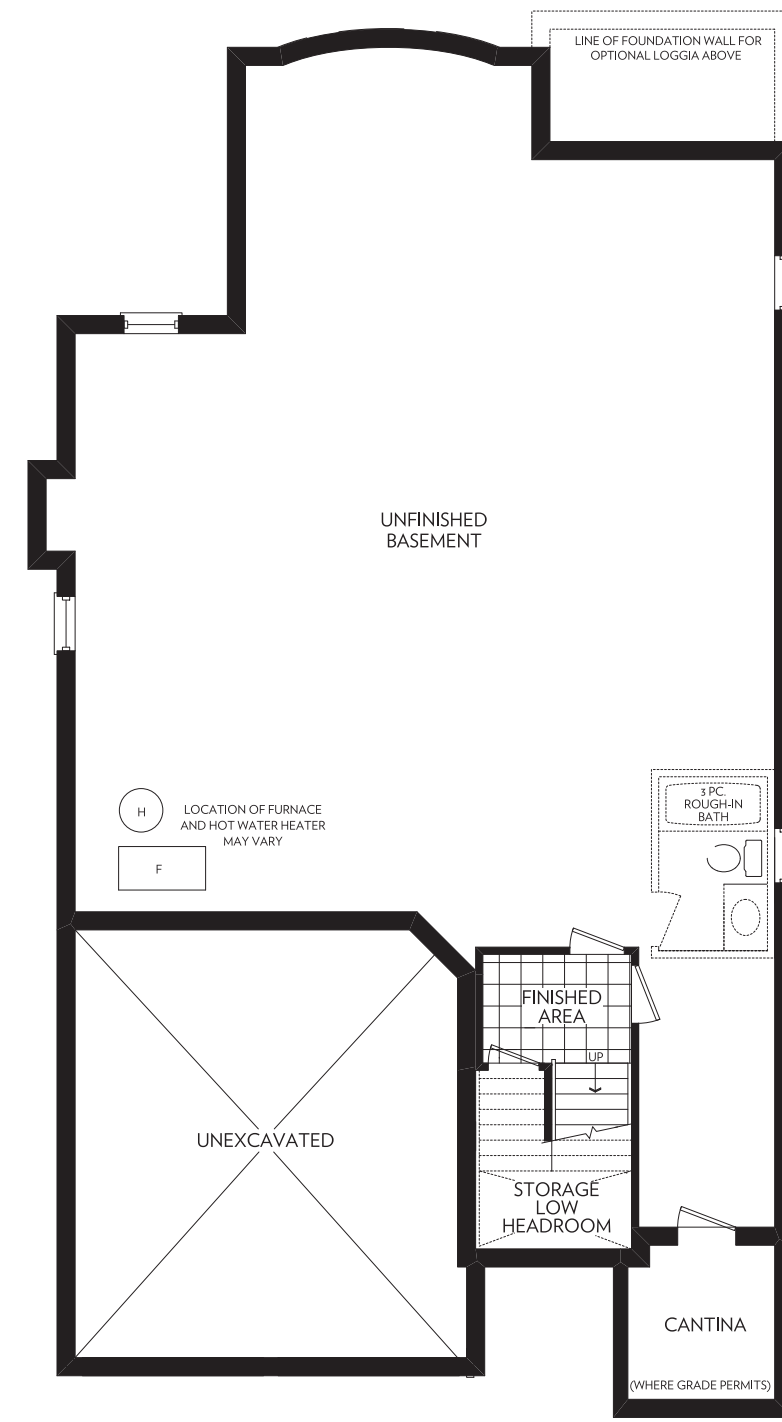 LINE OF FOUNDATION WALL FOR
OPTIONAL LOGGIA ABOVE
UNFINISHED
BASEMENT
3 PC.
ROUGH-IN
BATH
H
LOCATION OF FURNACE
AND HOT WATER HEATER
MAY VARY
F
FINISHED
AREA
UP
UNEXCAVATED
STORAGE
LOW
HEADROOM
CANTINA
(WHERE GRADE PERMITS)